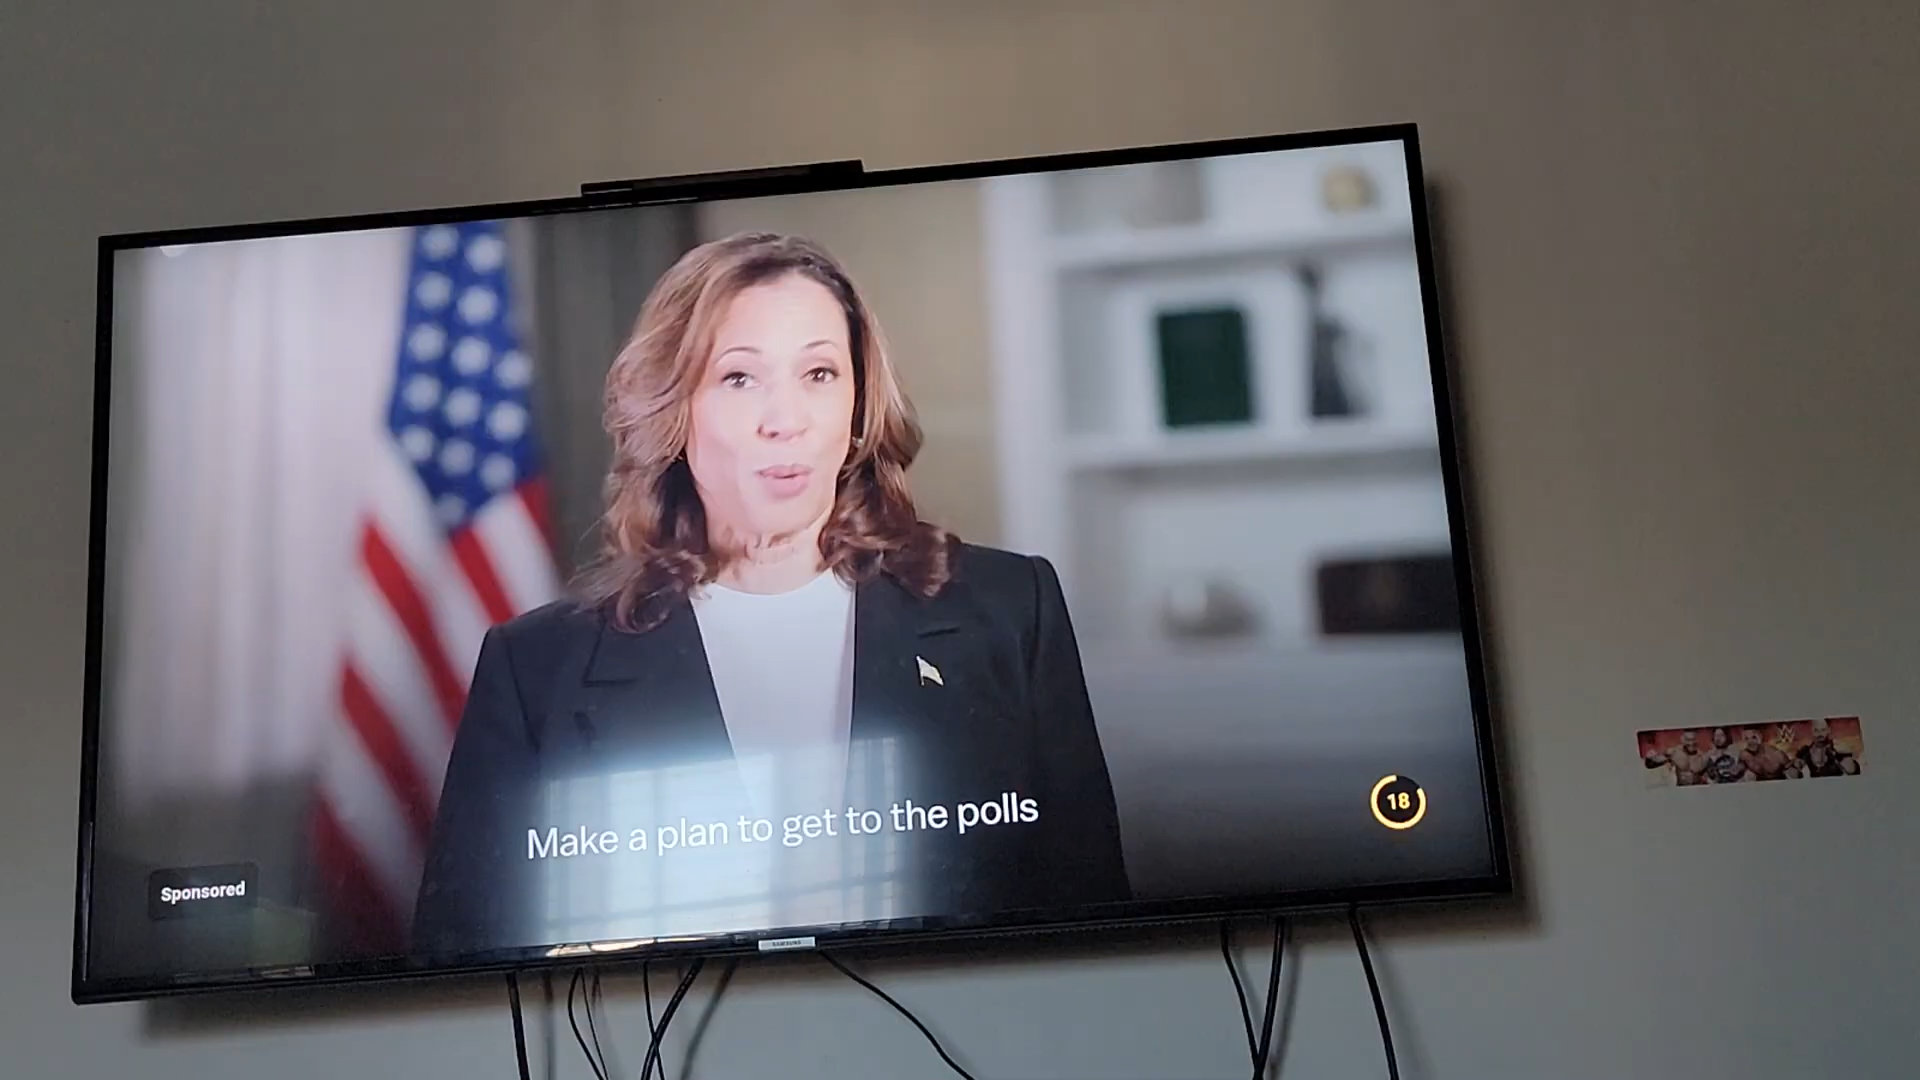 Make a plan to get to the polls
18
Sponsored
SAMSUNG
W